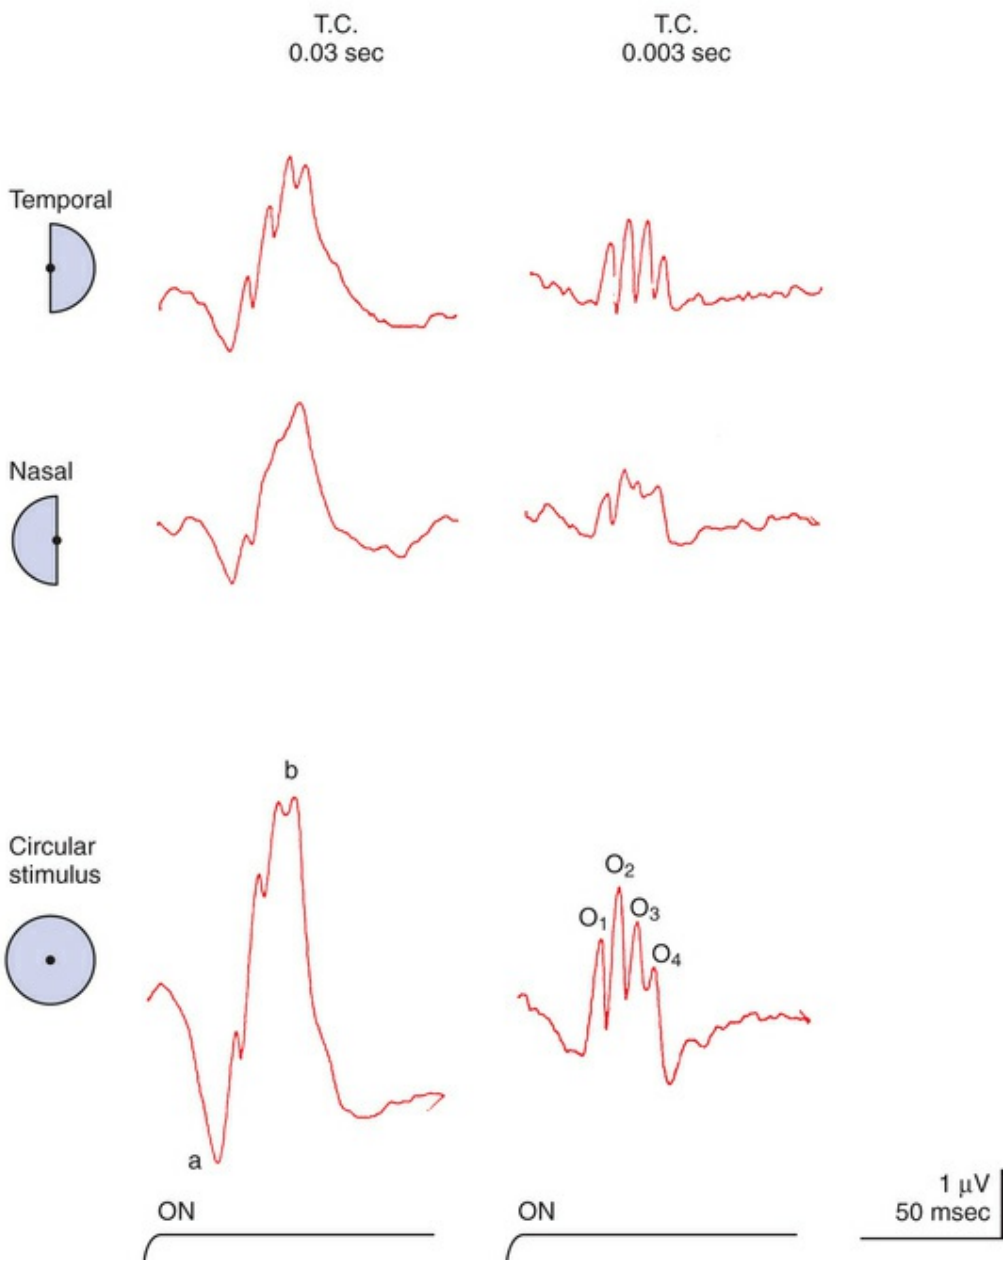 T.C.
0.03 sec
T.C.
0.003 sec
Temporal
Nasal
b
Circular
stimulus
O₂
O₁
O₃
O₄
a
ON
ON
1 μV
50 msec